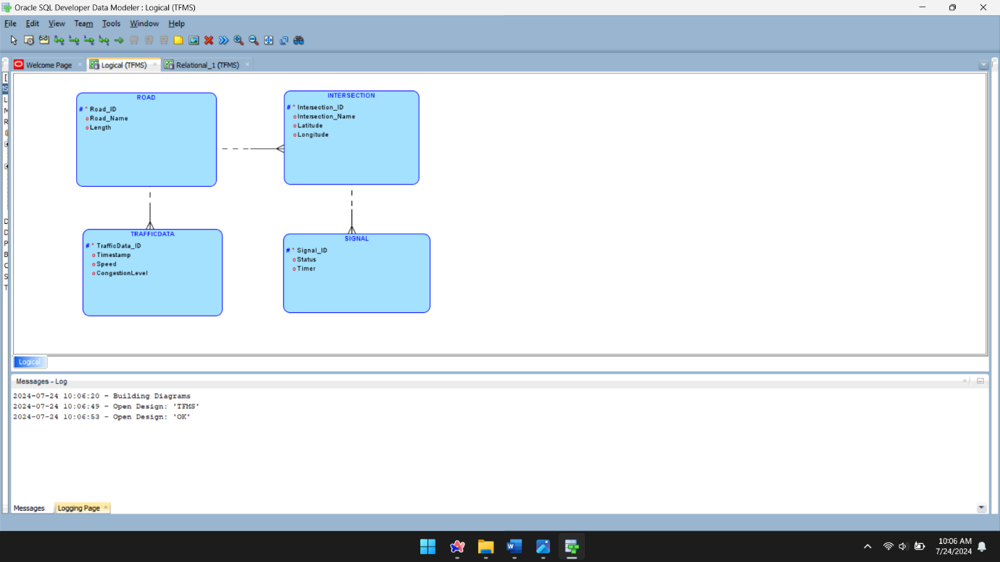 Oracle SQL Developer Data Modeler : Logical (TFMS)
File Edit View Team Tools Window Help
Welcome Page Logical (TFMS) Relational_1 (TFMS)
ROAD
# * Road_ID
o Road_Name
o Length
INTERSECTION
# * Intersection_ID
o Intersection_Name
o Latitude
o Longitude
TRAFFICDATA
# * TrafficData_ID
o Timestamp
o Speed
o CongestionLevel
SIGNAL
# * Signal_ID
o Status
o Timer
Logical
Messages - Log
2024-07-24 10:06:20 - Building Diagrams
2024-07-24 10:06:49 - Open Design: 'TFMS'
2024-07-24 10:06:53 - Open Design: 'OK'
Messages Logging Page
10:06 AM
7/24/2024